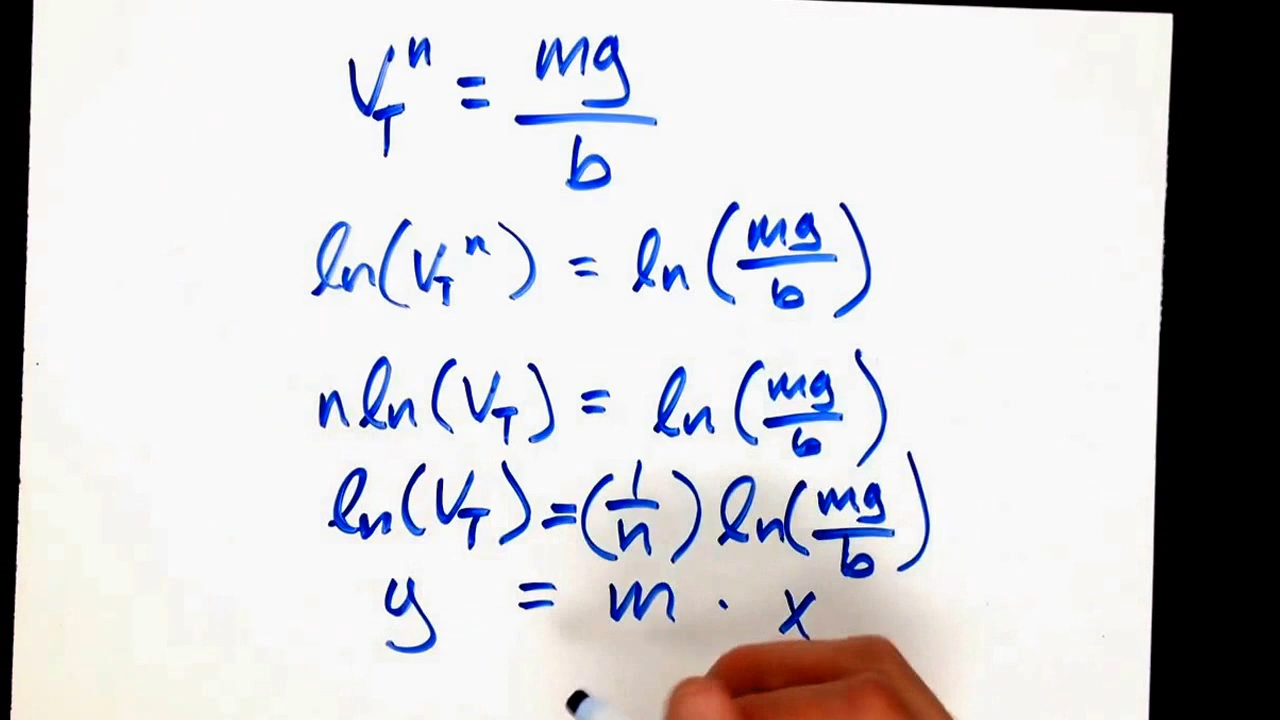 V_T^n = mg/b
ln(V_T^n) = ln(mg/b)
n ln(V_T) = ln(mg/b)
ln(V_T) = (1/n) ln(mg/b)
y = m · x